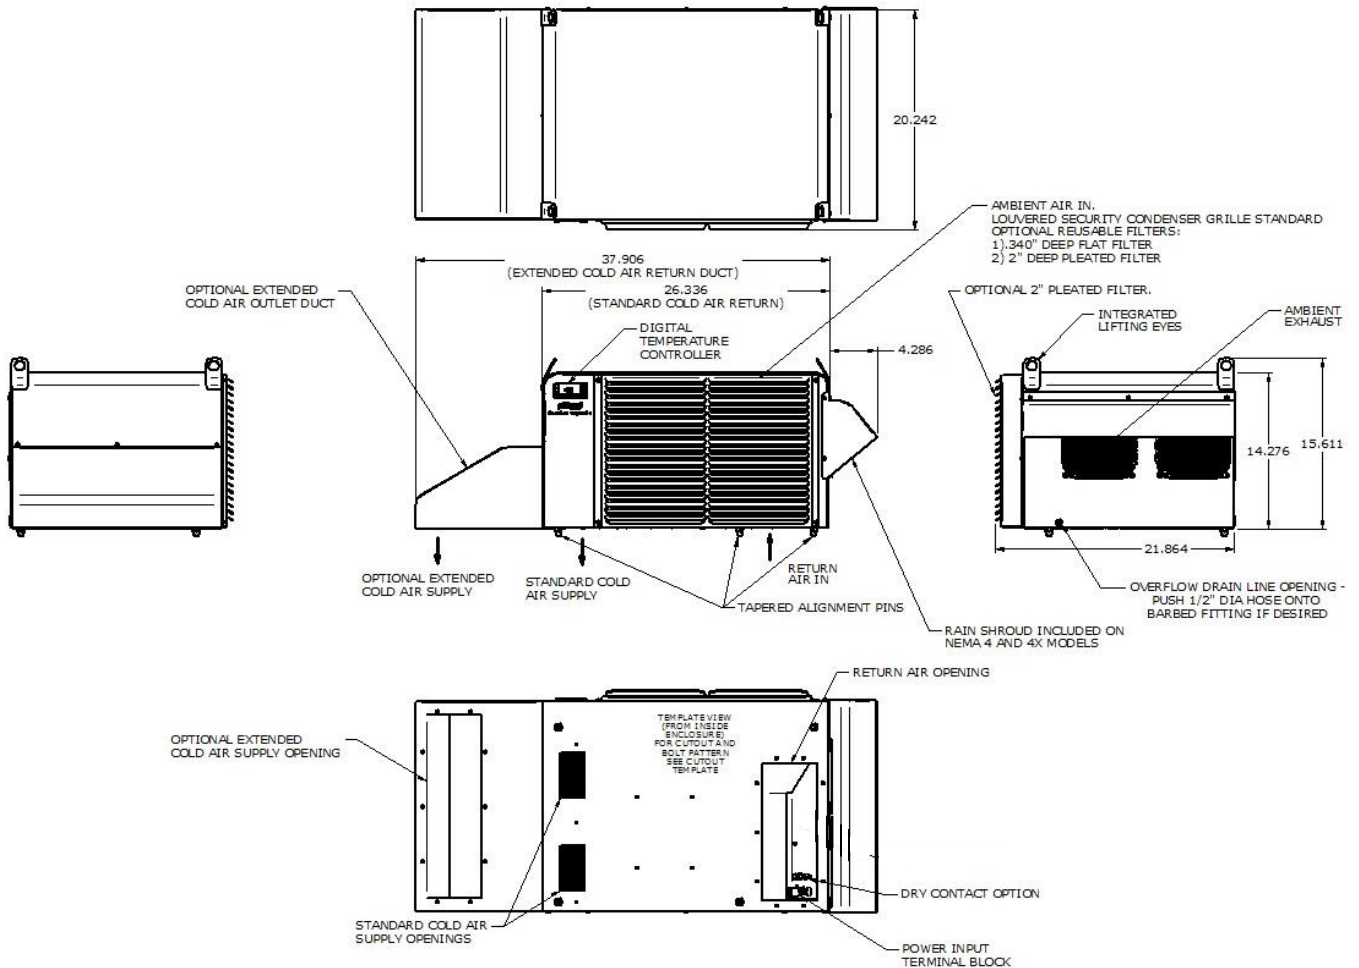 20.242
AMBIENT AIR IN.
LOUVERED SECURITY CONDENSER GRILLE STANDARD
OPTIONAL REUSABLE FILTERS:
1).340" DEEP FLAT FILTER
2) 2" DEEP PLEATED FILTER
37.906
(EXTENDED COLD AIR RETURN DUCT)
26.336
(STANDARD COLD AIR RETURN)
OPTIONAL EXTENDED
COLD AIR OUTLET DUCT
DIGITAL
TEMPERATURE
CONTROLLER
4.286
OPTIONAL 2" PLEATED FILTER.
INTEGRATED
LIFTING EYES
AMBIENT
EXHAUST
14.276
15.611
21.864
OPTIONAL EXTENDED
COLD AIR SUPPLY
STANDARD COLD
AIR SUPPLY
RETURN
AIR IN
TAPERED ALIGNMENT PINS
OVERFLOW DRAIN LINE OPENING -
PUSH 1/2" DIA HOSE ONTO
BARBED FITTING IF DESIRED
RAIN SHROUD INCLUDED ON
NEMA 4 AND 4X MODELS
RETURN AIR OPENING
OPTIONAL EXTENDED
COLD AIR SUPPLY OPENING
TEMPLATE VIEW
(FROM INSIDE
ENCLOSURE)
FOR CUTOUT AND
BOLT PATTERN
SEE CUTOUT
TEMPLATE
DRY CONTACT OPTION
STANDARD COLD AIR
SUPPLY OPENINGS
POWER INPUT
TERMINAL BLOCK